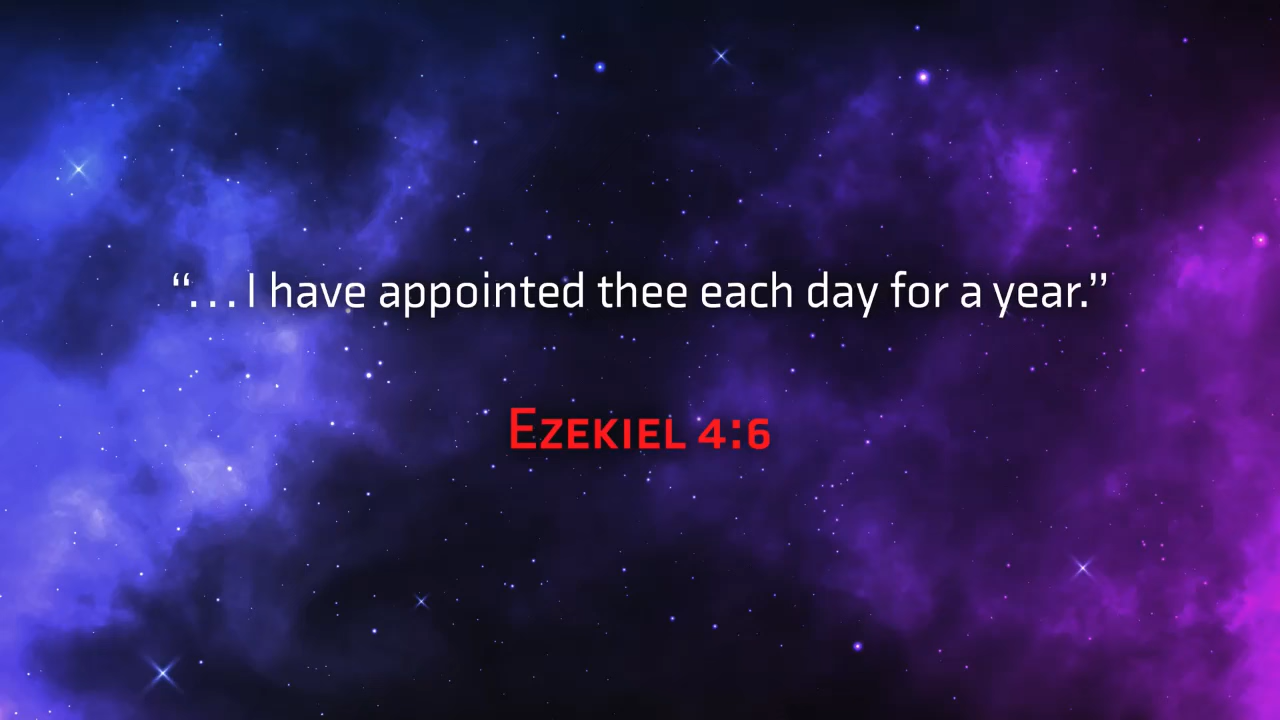 “. . . I have appointed thee each day for a year.”
Ezekiel 4:6